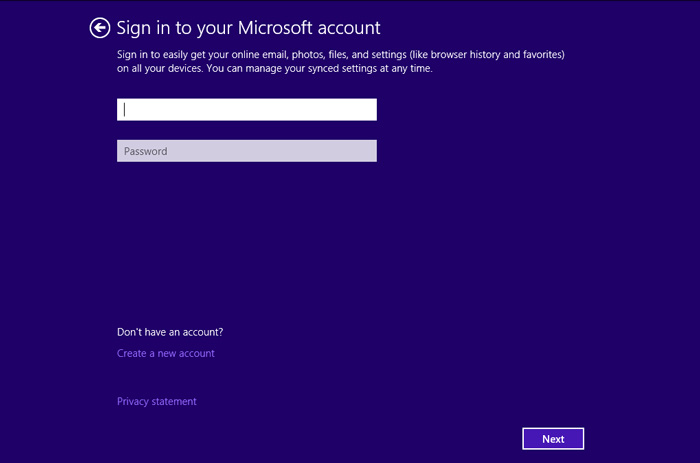 Sign in to your Microsoft account
Sign in to easily get your online email, photos, files, and settings (like browser history and favorites)
on all your devices. You can manage your synced settings at any time.
Password
Don't have an account?
Create a new account
Privacy statement
Next